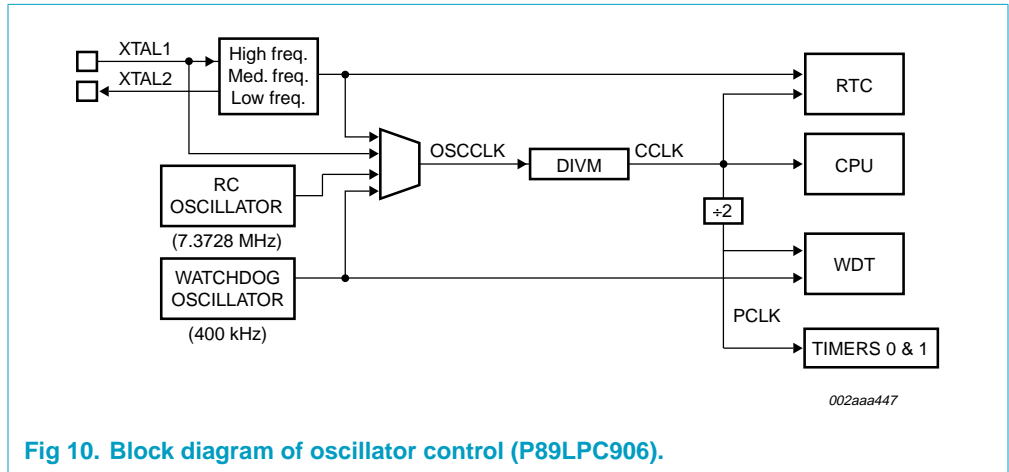 XTAL1
XTAL2
High freq.
Med. freq.
Low freq.
RTC
OSCCLK
DIVM
CCLK
CPU
RC
OSCILLATOR
(7.3728 MHz)
÷2
WATCHDOG
OSCILLATOR
(400 kHz)
WDT
PCLK
TIMERS 0 & 1
002aaa447
Fig 10. Block diagram of oscillator control (P89LPC906).